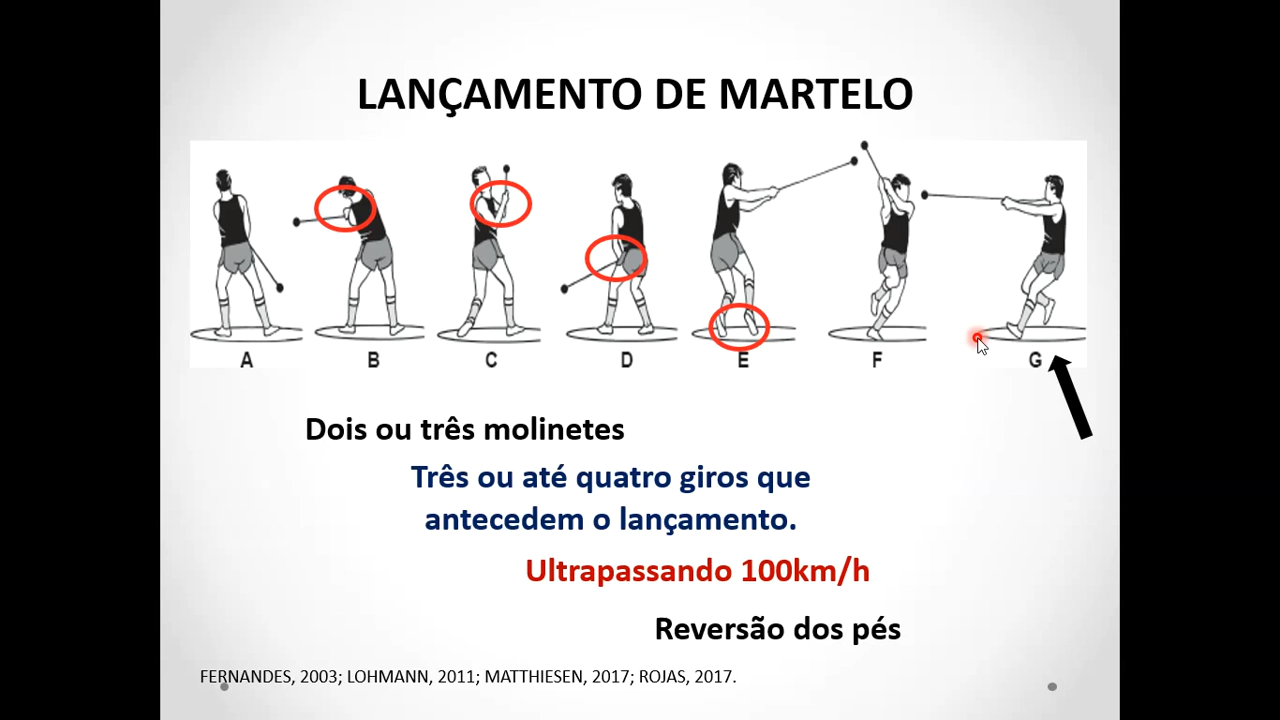 LANÇAMENTO DE MARTELO
A B C D E F G
Dois ou três molinetes
Três ou até quatro giros que
antecedem o lançamento.
Ultrapassando 100km/h
Reversão dos pés
FERNANDES, 2003; LOHMANN, 2011; MATTHIESEN, 2017; ROJAS, 2017.